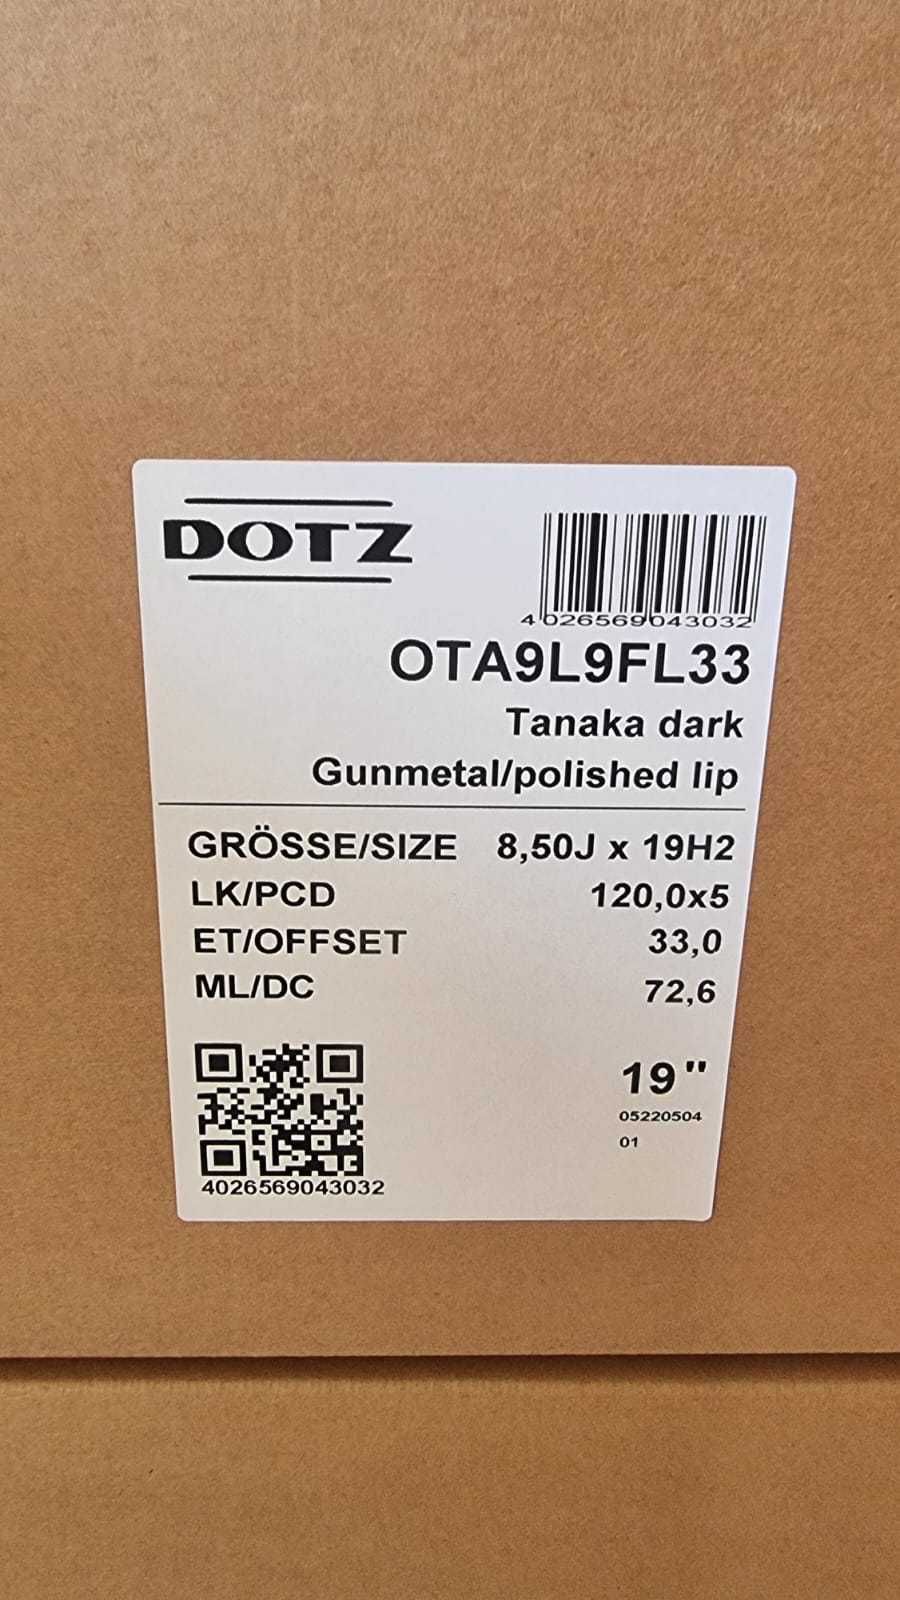 DOTZ
4026569043032
OTA9L9FL33
Tanaka dark
Gunmetal/polished lip
GRÖSSE/SIZE 8,50J x 19H2
LK/PCD 120,0x5
ET/OFFSET 33,0
ML/DC 72,6
19"
05220504
01
4026569043032